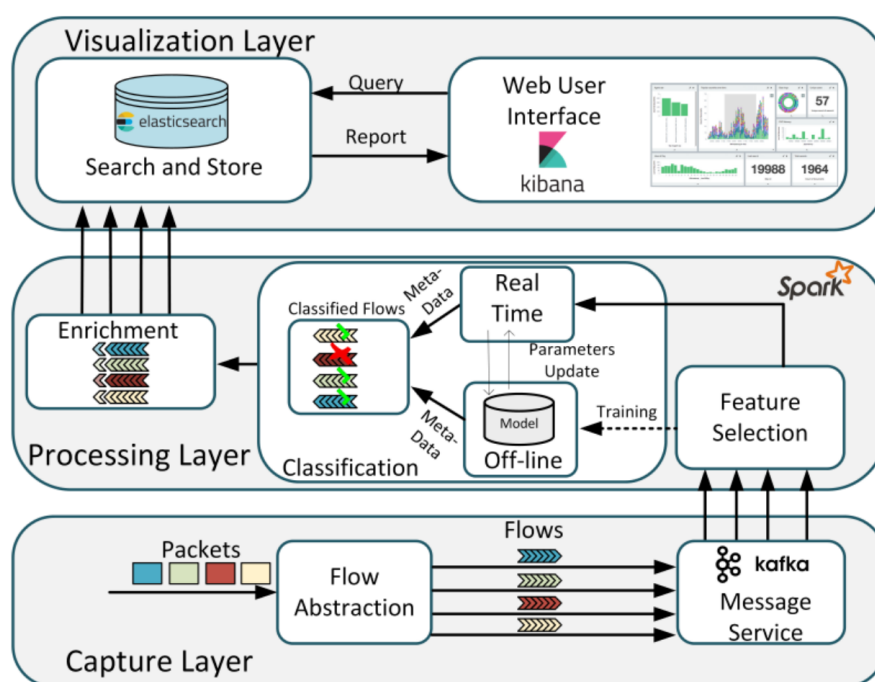 Visualization Layer
elasticsearch
Search and Store
Query
Report
Web User
Interface
kibana
57
19988
1964
Spark
Enrichment
Classified Flows
Meta-
Data
Real
Time
Parameters
Update
Meta-
Data
Model
Off-line
Training
Feature
Selection
Classification
Processing Layer
Packets
Flow
Abstraction
Flows
kafka
Message
Service
Capture Layer